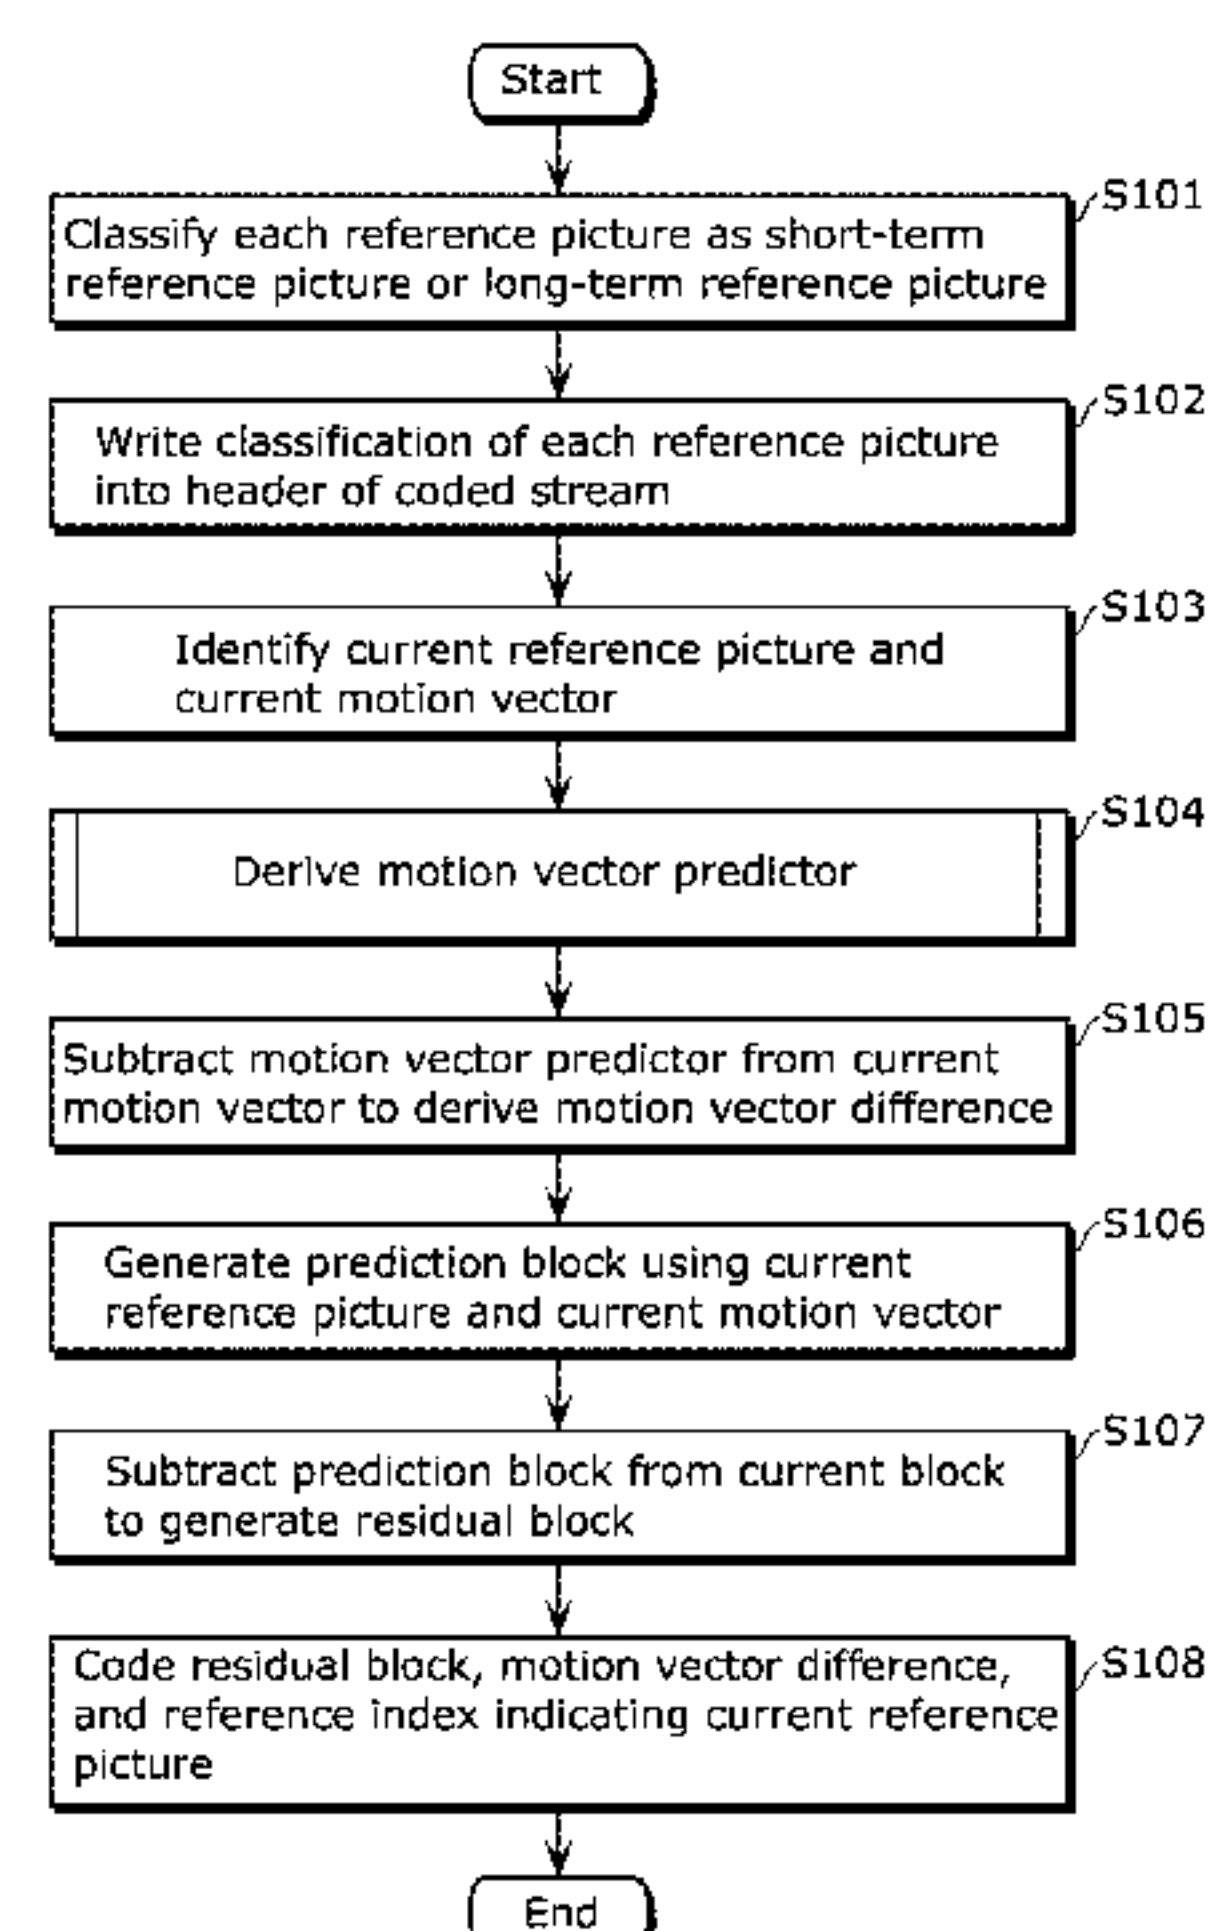 Start
S101
Classify each reference picture as short-term
reference picture or long-term reference picture
S102
Write classification of each reference picture
into header of coded stream
S103
Identify current reference picture and
current motion vector
S104
Derive motion vector predictor
S105
Subtract motion vector predictor from current
motion vector to derive motion vector difference
S106
Generate prediction block using current
reference picture and current motion vector
S107
Subtract prediction block from current block
to generate residual block
S108
Code residual block, motion vector difference,
and reference index indicating current reference
picture
End